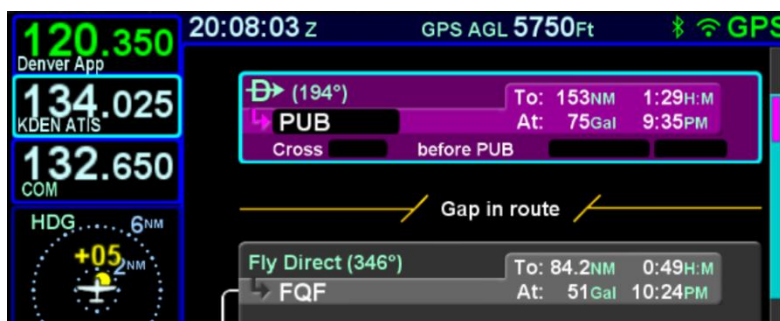 120.350
Denver App
134.025
KDEN ATIS
132.650
COM
HDG 6NM
+05
2NM
20:08:03 Z GPS AGL 5750Ft GPS
D (194°)
PUB
To: 153NM 1:29H:M
At: 75Gal 9:35PM
Cross before PUB
Gap in route
Fly Direct (346°)
FQF
To: 84.2NM 0:49H:M
At: 51Gal 10:24PM